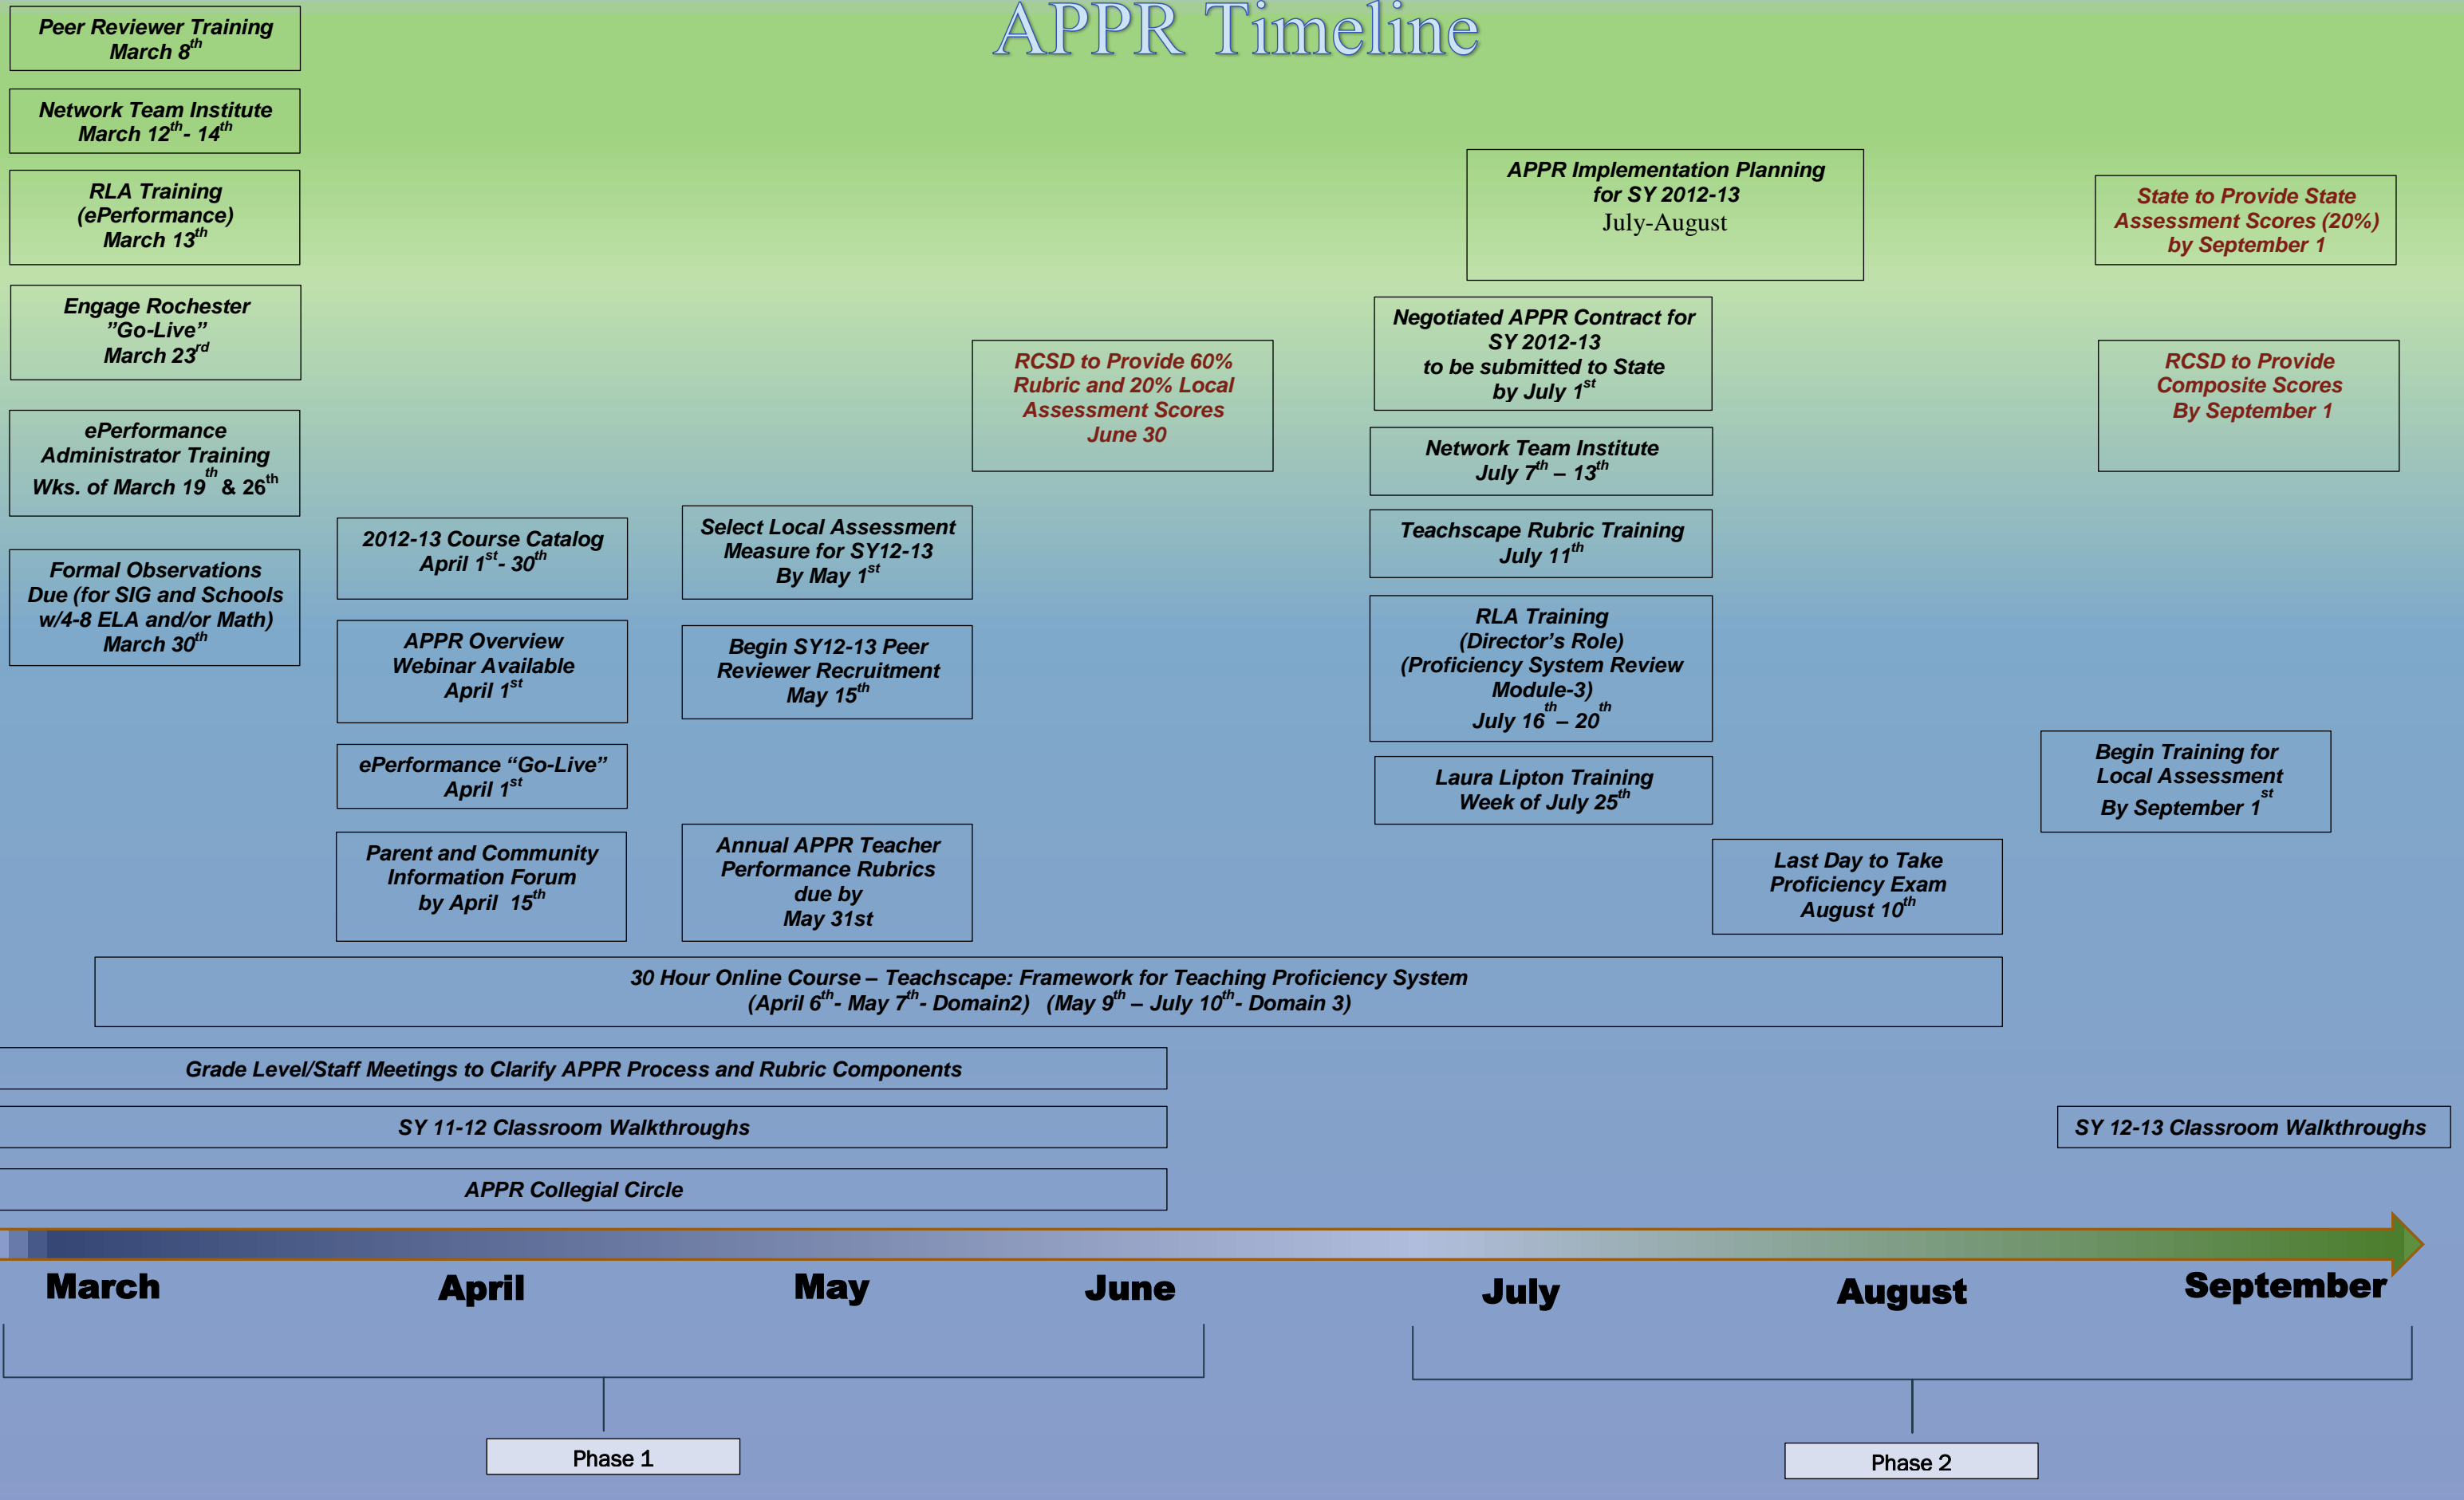 APPR Timeline
Peer Reviewer Training
March 8th
Network Team Institute
March 12th- 14th
RLA Training
(ePerformance)
March 13th
Engage Rochester
”Go-Live”
March 23rd
ePerformance
Administrator Training
Wks. of March 19th & 26th
Formal Observations
Due (for SIG and Schools
w/4-8 ELA and/or Math)
March 30th
2012-13 Course Catalog
April 1st- 30th
APPR Overview
Webinar Available
April 1st
ePerformance “Go-Live”
April 1st
Parent and Community
Information Forum
by April 15th
Select Local Assessment
Measure for SY12-13
By May 1st
Begin SY12-13 Peer
Reviewer Recruitment
May 15th
Annual APPR Teacher
Performance Rubrics
due by
May 31st
RCSD to Provide 60%
Rubric and 20% Local
Assessment Scores
June 30
APPR Implementation Planning
for SY 2012-13
July-August
Negotiated APPR Contract for
SY 2012-13
to be submitted to State
by July 1st
Network Team Institute
July 7th – 13th
Teachscape Rubric Training
July 11th
RLA Training
(Director’s Role)
(Proficiency System Review
Module-3)
July 16th – 20th
Laura Lipton Training
Week of July 25th
Last Day to Take
Proficiency Exam
August 10th
State to Provide State
Assessment Scores (20%)
by September 1
RCSD to Provide
Composite Scores
By September 1
Begin Training for
Local Assessment
By September 1st
30 Hour Online Course – Teachscape: Framework for Teaching Proficiency System
(April 6th- May 7th- Domain2) (May 9th – July 10th- Domain 3)
Grade Level/Staff Meetings to Clarify APPR Process and Rubric Components
SY 11-12 Classroom Walkthroughs
SY 12-13 Classroom Walkthroughs
APPR Collegial Circle
March
April
May
June
July
August
September
Phase 1
Phase 2